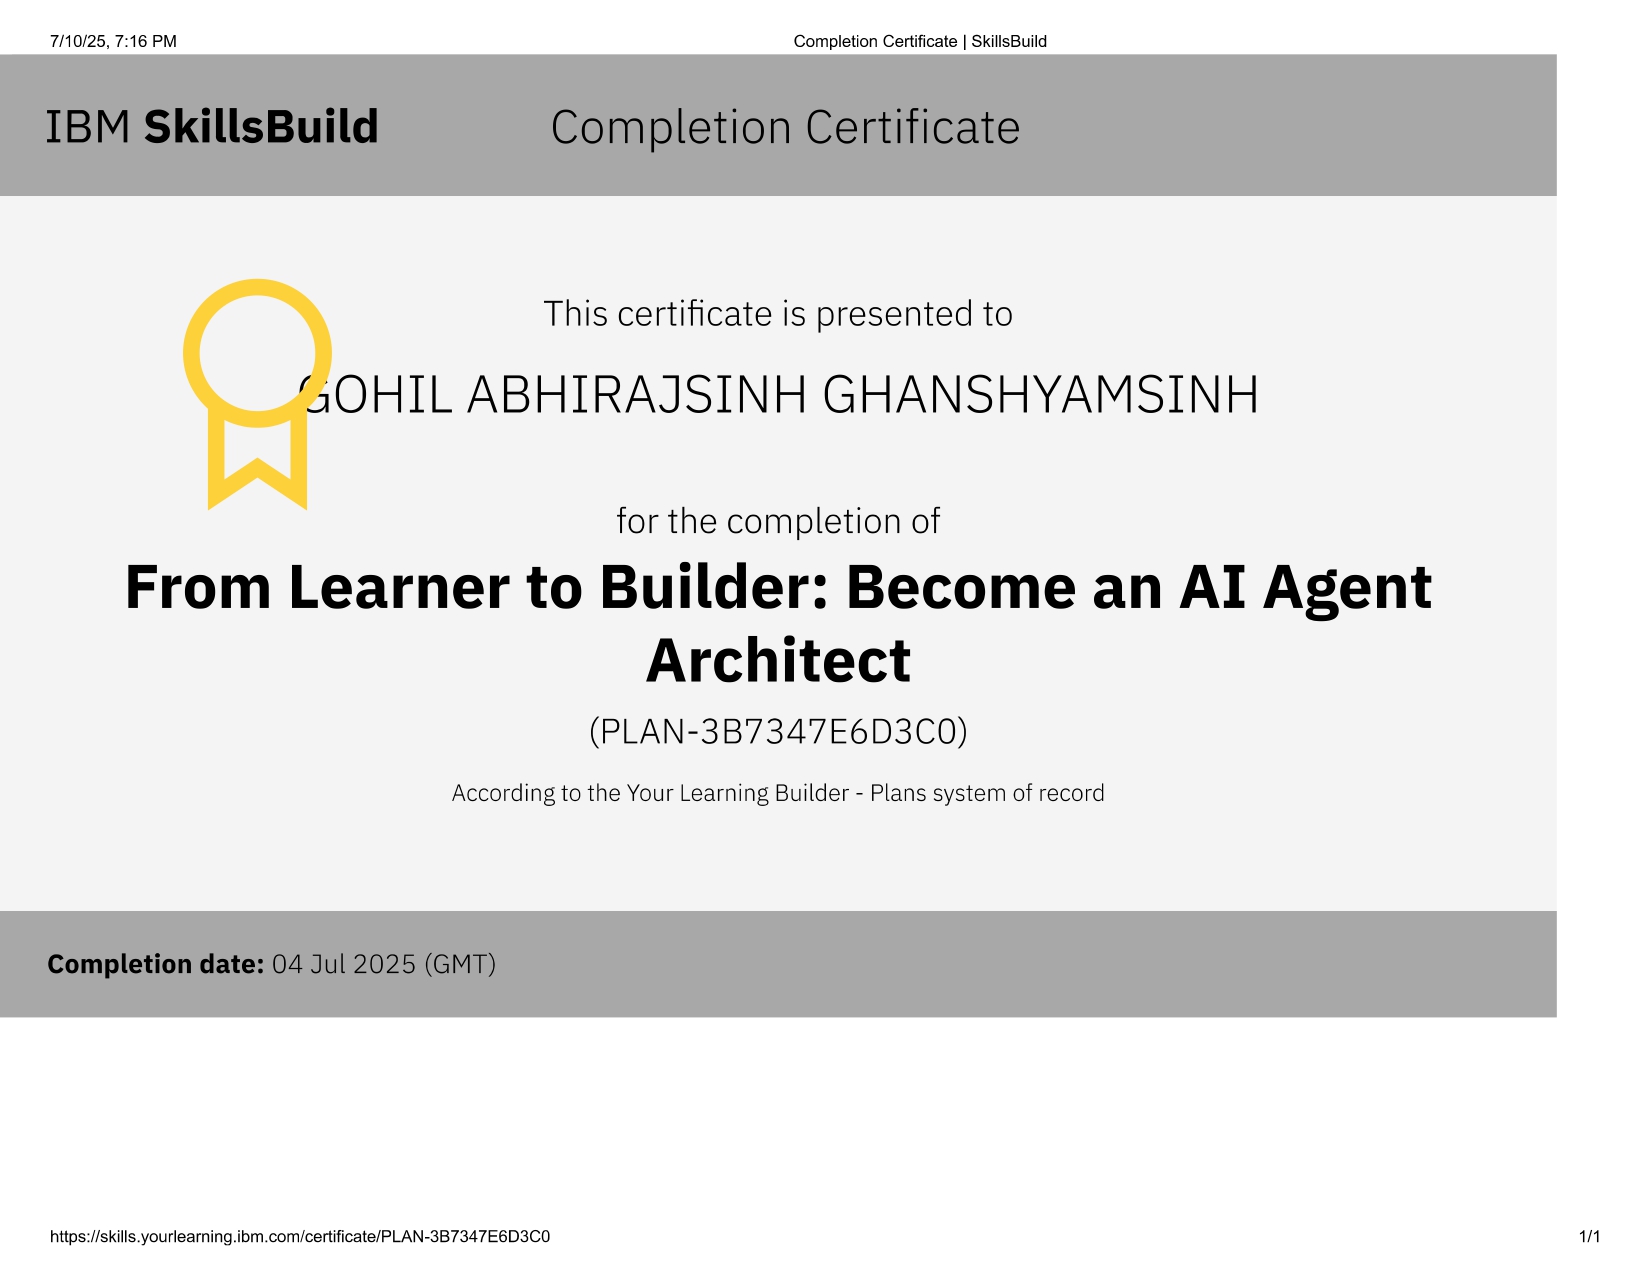 7/10/25, 7:16 PM
Completion Certificate | SkillsBuild
IBM SkillsBuild
Completion Certificate
This certificate is presented to
GOHIL ABHIRAJSINH GHANSHYAMSINH
for the completion of
From Learner to Builder: Become an AI Agent
Architect
(PLAN-3B7347E6D3C0)
According to the Your Learning Builder - Plans system of record
Completion date: 04 Jul 2025 (GMT)
https://skills.yourlearning.ibm.com/certificate/PLAN-3B7347E6D3C0
1/1